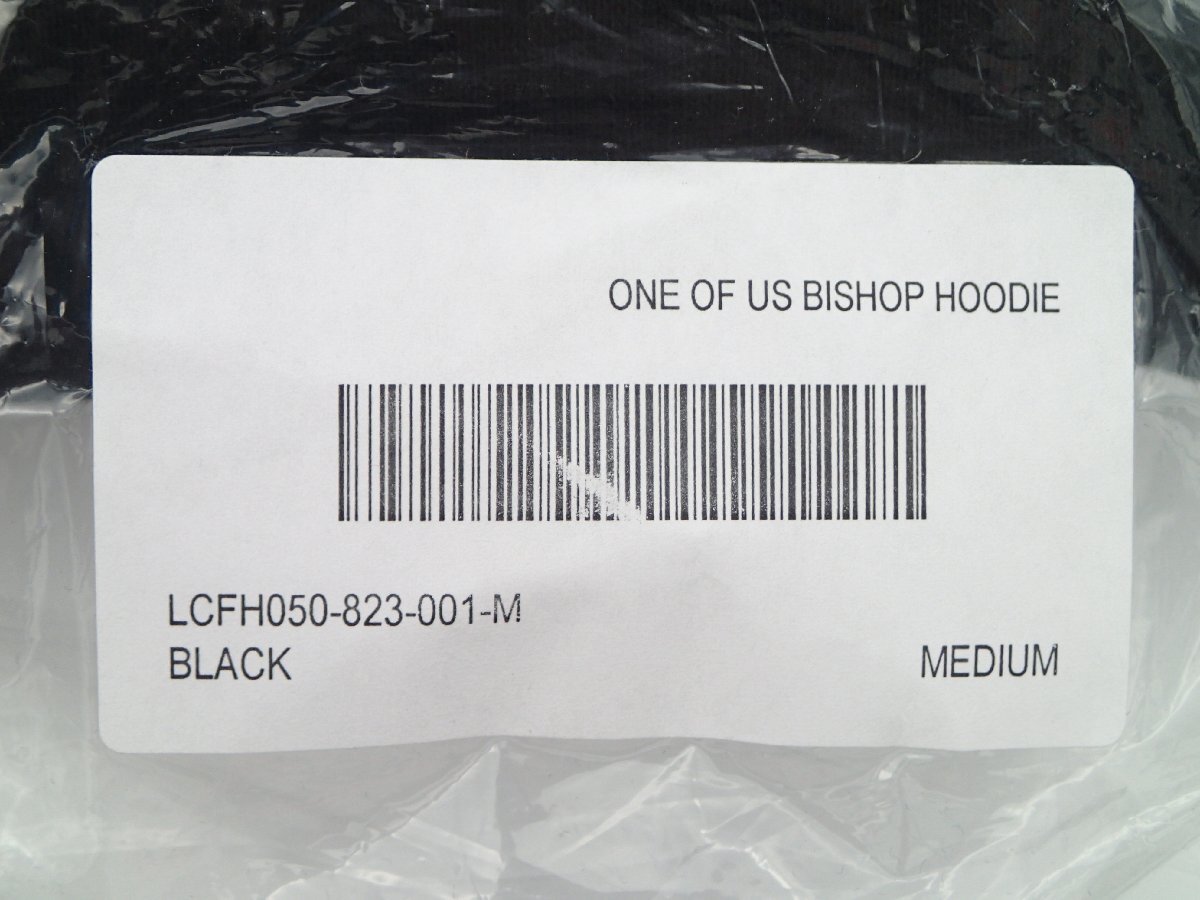 ONE OF US BISHOP HOODIE
LCFH050-823-001-M
BLACK
MEDIUM